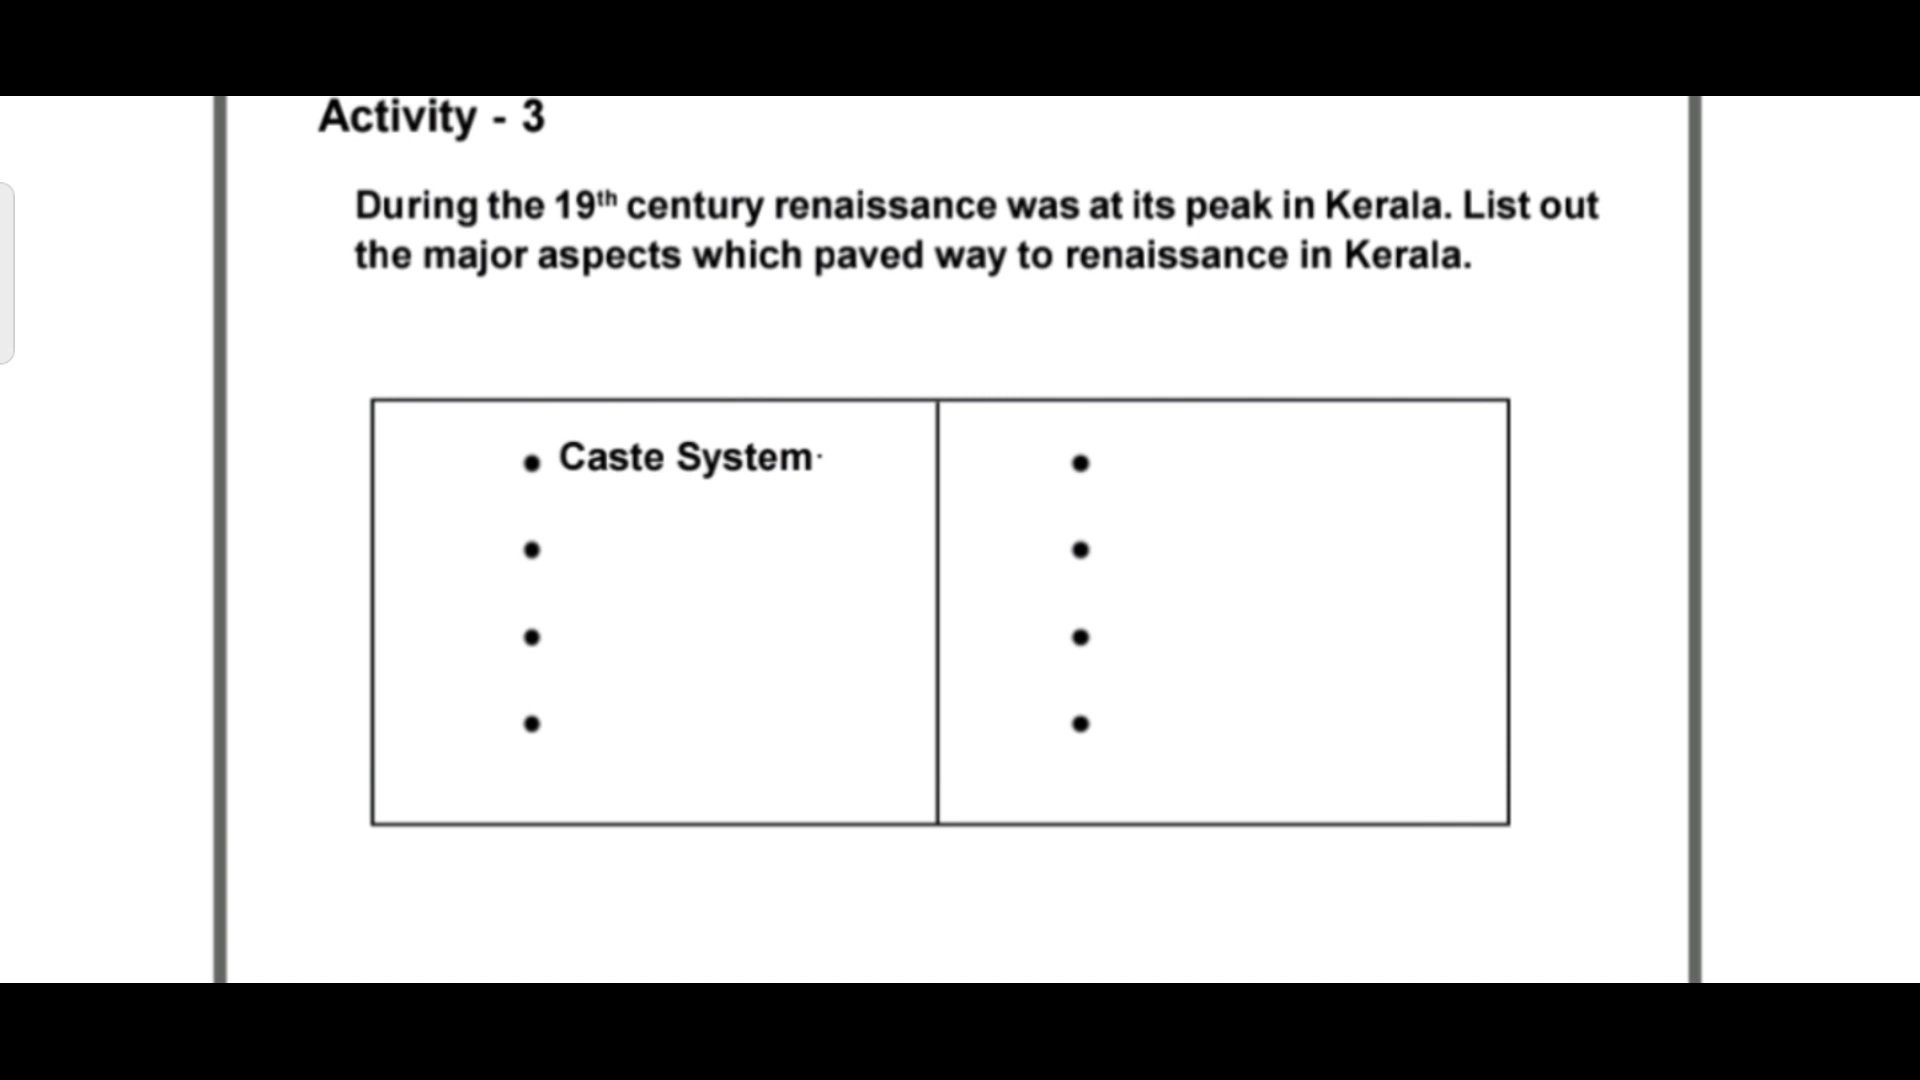 Activity - 3
During the 19th century renaissance was at its peak in Kerala. List out
the major aspects which paved way to renaissance in Kerala.
• Caste System
•
•
•
•
•
•
•